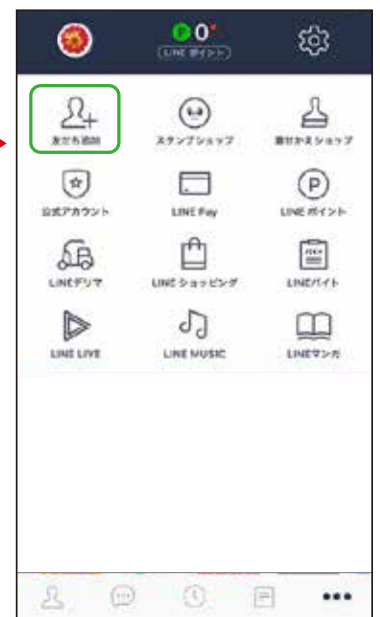 P 0
LINE ポイント
友だち追加
スタンプショップ
着せかえショップ
公式アカウント
LINE Pay
P
LINE ポイント
LINEデリマ
LINE ショッピング
LINEバイト
LINE LIVE
LINE MUSIC
LINEマンガ